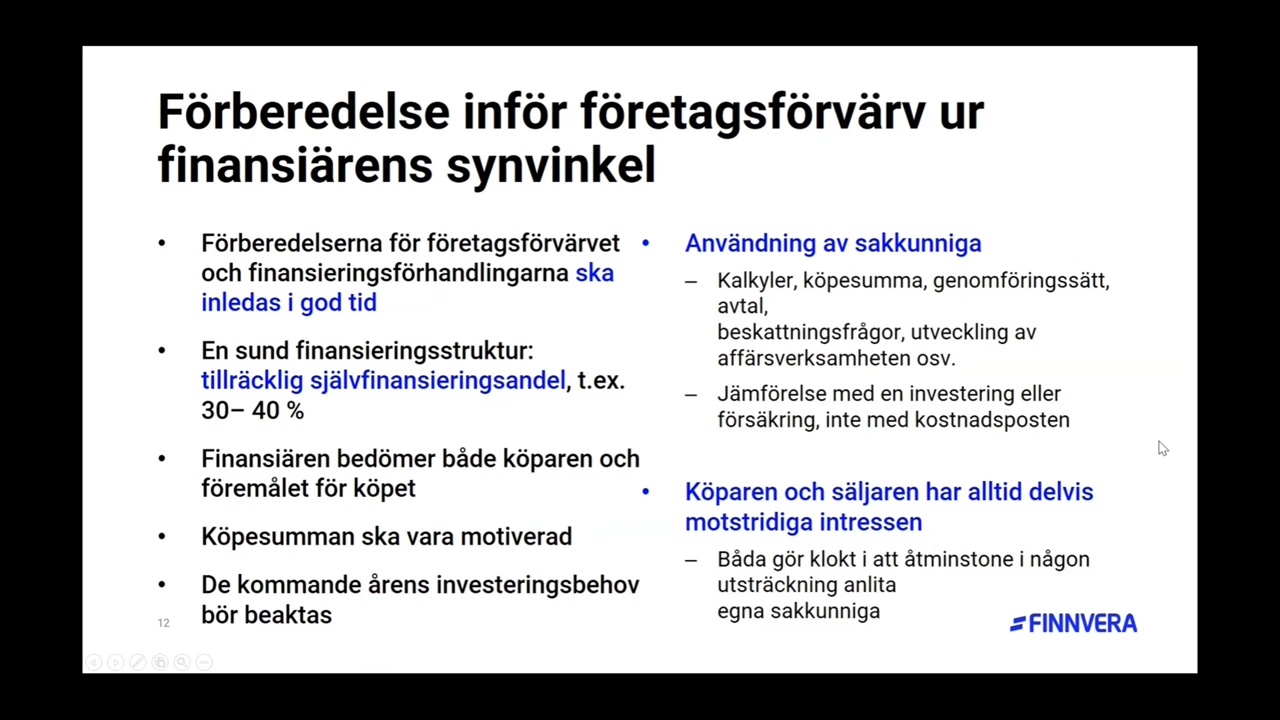 Förberedelse inför företagsförvärv ur
finansiärens synvinkel
• Förberedelserna för företagsförvärvet
och finansieringsförhandlingarna ska
inledas i god tid
• En sund finansieringsstruktur:
tillräcklig självfinansieringsandel, t.ex.
30– 40 %
• Finansiären bedömer både köparen och
föremålet för köpet
• Köpesumman ska vara motiverad
• De kommande årens investeringsbehov
bör beaktas
• Användning av sakkunniga
– Kalkyler, köpesumma, genomföringssätt,
avtal,
beskattningsfrågor, utveckling av
affärsverksamheten osv.
– Jämförelse med en investering eller
försäkring, inte med kostnadsposten
• Köparen och säljaren har alltid delvis
motstridiga intressen
– Båda gör klokt i att åtminstone i någon
utsträckning anlita
egna sakkunniga
12
FINNVERA